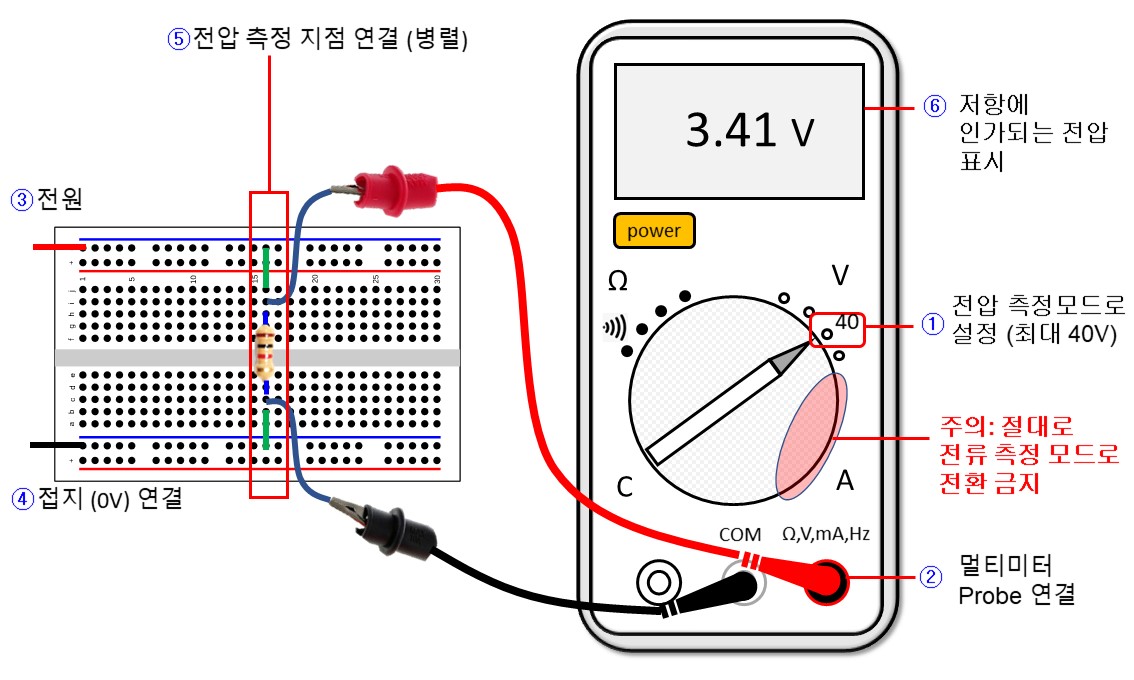 ⑤전압 측정 지점 연결 (병렬)
3.41 V
⑥ 저항에
인가되는 전압
표시
③전원
power
1 5 10 15 20 25 30
j
i
h
g
f
e
d
c
b
a
+
-
+
Ω
V
40
① 전압 측정모드로
설정 (최대 40V)
주의: 절대로
전류 측정 모드로
전환 금지
④접지 (0V) 연결
C
A
COM
Ω,V,mA,Hz
② 멀티미터
Probe 연결